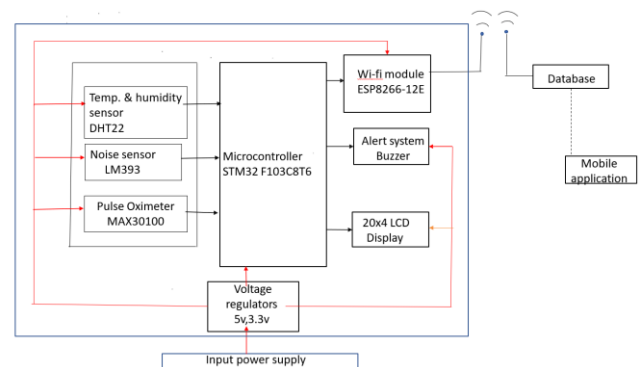 Wi-fi module
ESP8266-12E
Database
Temp. & humidity
sensor
DHT22
Noise sensor
LM393
Microcontroller
STM32 F103C8T6
Alert system
Buzzer
Mobile
application
Pulse Oximeter
MAX30100
20x4 LCD
Display
Voltage
regulators
5v,3.3v
Input power supply